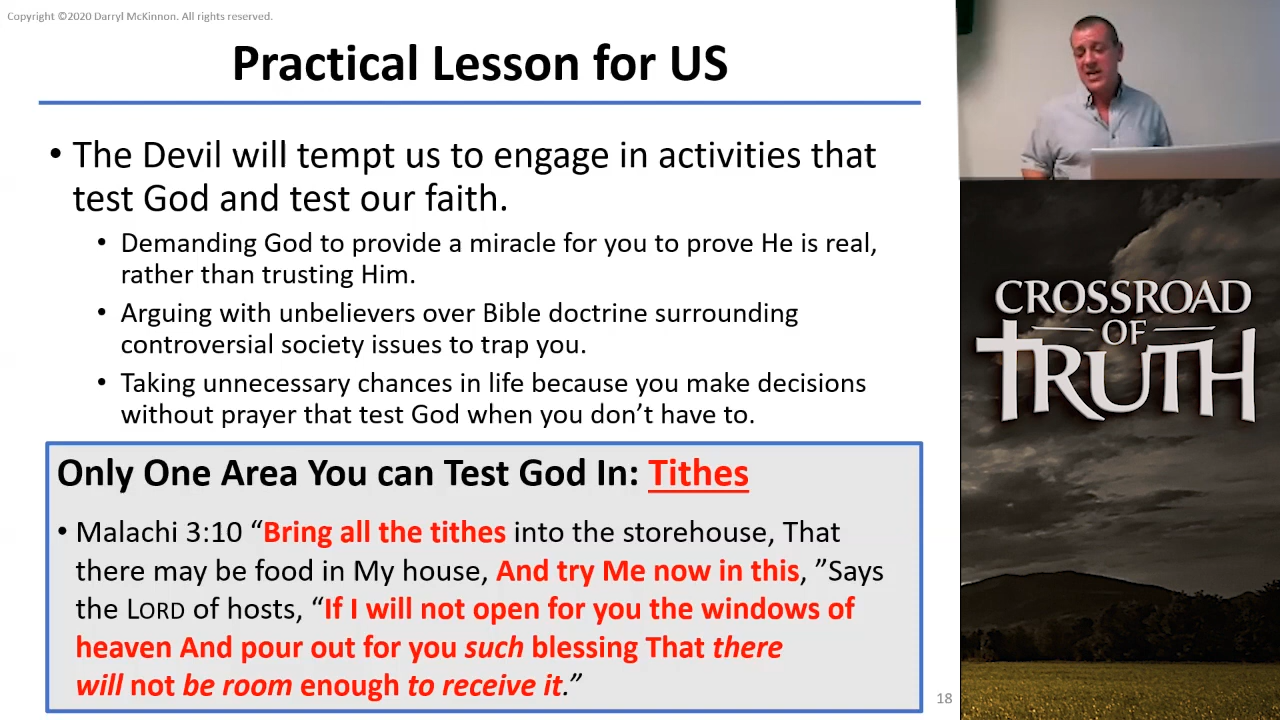 Copyright ©2020 Darryl McKinnon. All rights reserved.
Practical Lesson for US
• The Devil will tempt us to engage in activities that
test God and test our faith.
• Demanding God to provide a miracle for you to prove He is real,
rather than trusting Him.
• Arguing with unbelievers over Bible doctrine surrounding
controversial society issues to trap you.
• Taking unnecessary chances in life because you make decisions
without prayer that test God when you don’t have to.
Only One Area You can Test God In: Tithes
• Malachi 3:10 “Bring all the tithes into the storehouse, That
there may be food in My house, And try Me now in this, ”Says
the LORD of hosts, “If I will not open for you the windows of
heaven And pour out for you such blessing That there
will not be room enough to receive it.”
18
CROSSROAD
OF
TRUTH